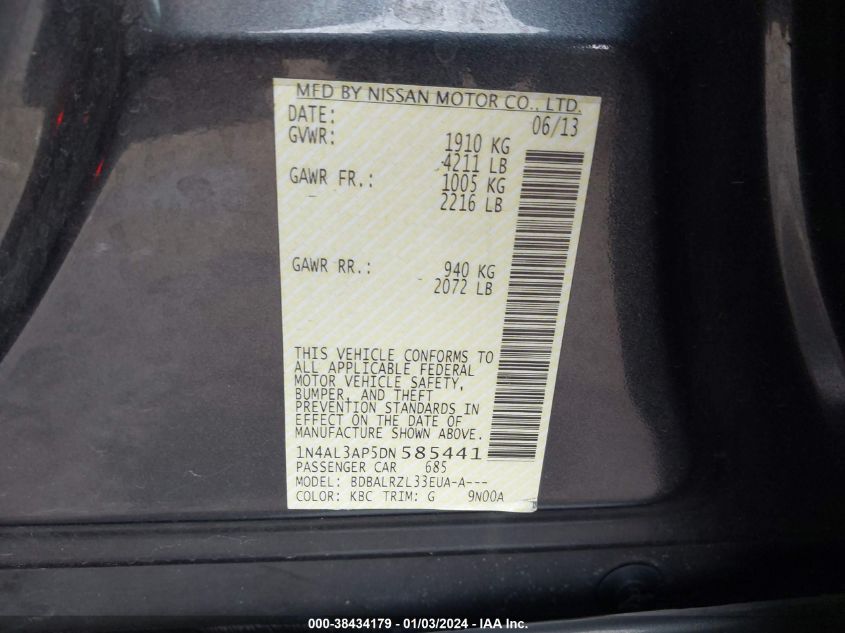 MFD BY NISSAN MOTOR CO., LTD.
DATE: 06/13
GVWR: 1910 KG
4211 LB
GAWR FR.: 1005 KG
2216 LB
GAWR RR.: 940 KG
2072 LB
THIS VEHICLE CONFORMS TO
ALL APPLICABLE FEDERAL
MOTOR VEHICLE SAFETY,
BUMPER, AND THEFT
PREVENTION STANDARDS IN
EFFECT ON THE DATE OF
MANUFACTURE SHOWN ABOVE.
1N4AL3AP5DN 585441
PASSENGER CAR 685
MODEL: BDBALRZL33EUA-A---
COLOR: KBC TRIM: G 9N00A
000-38434179 - 01/03/2024 - IAA Inc.